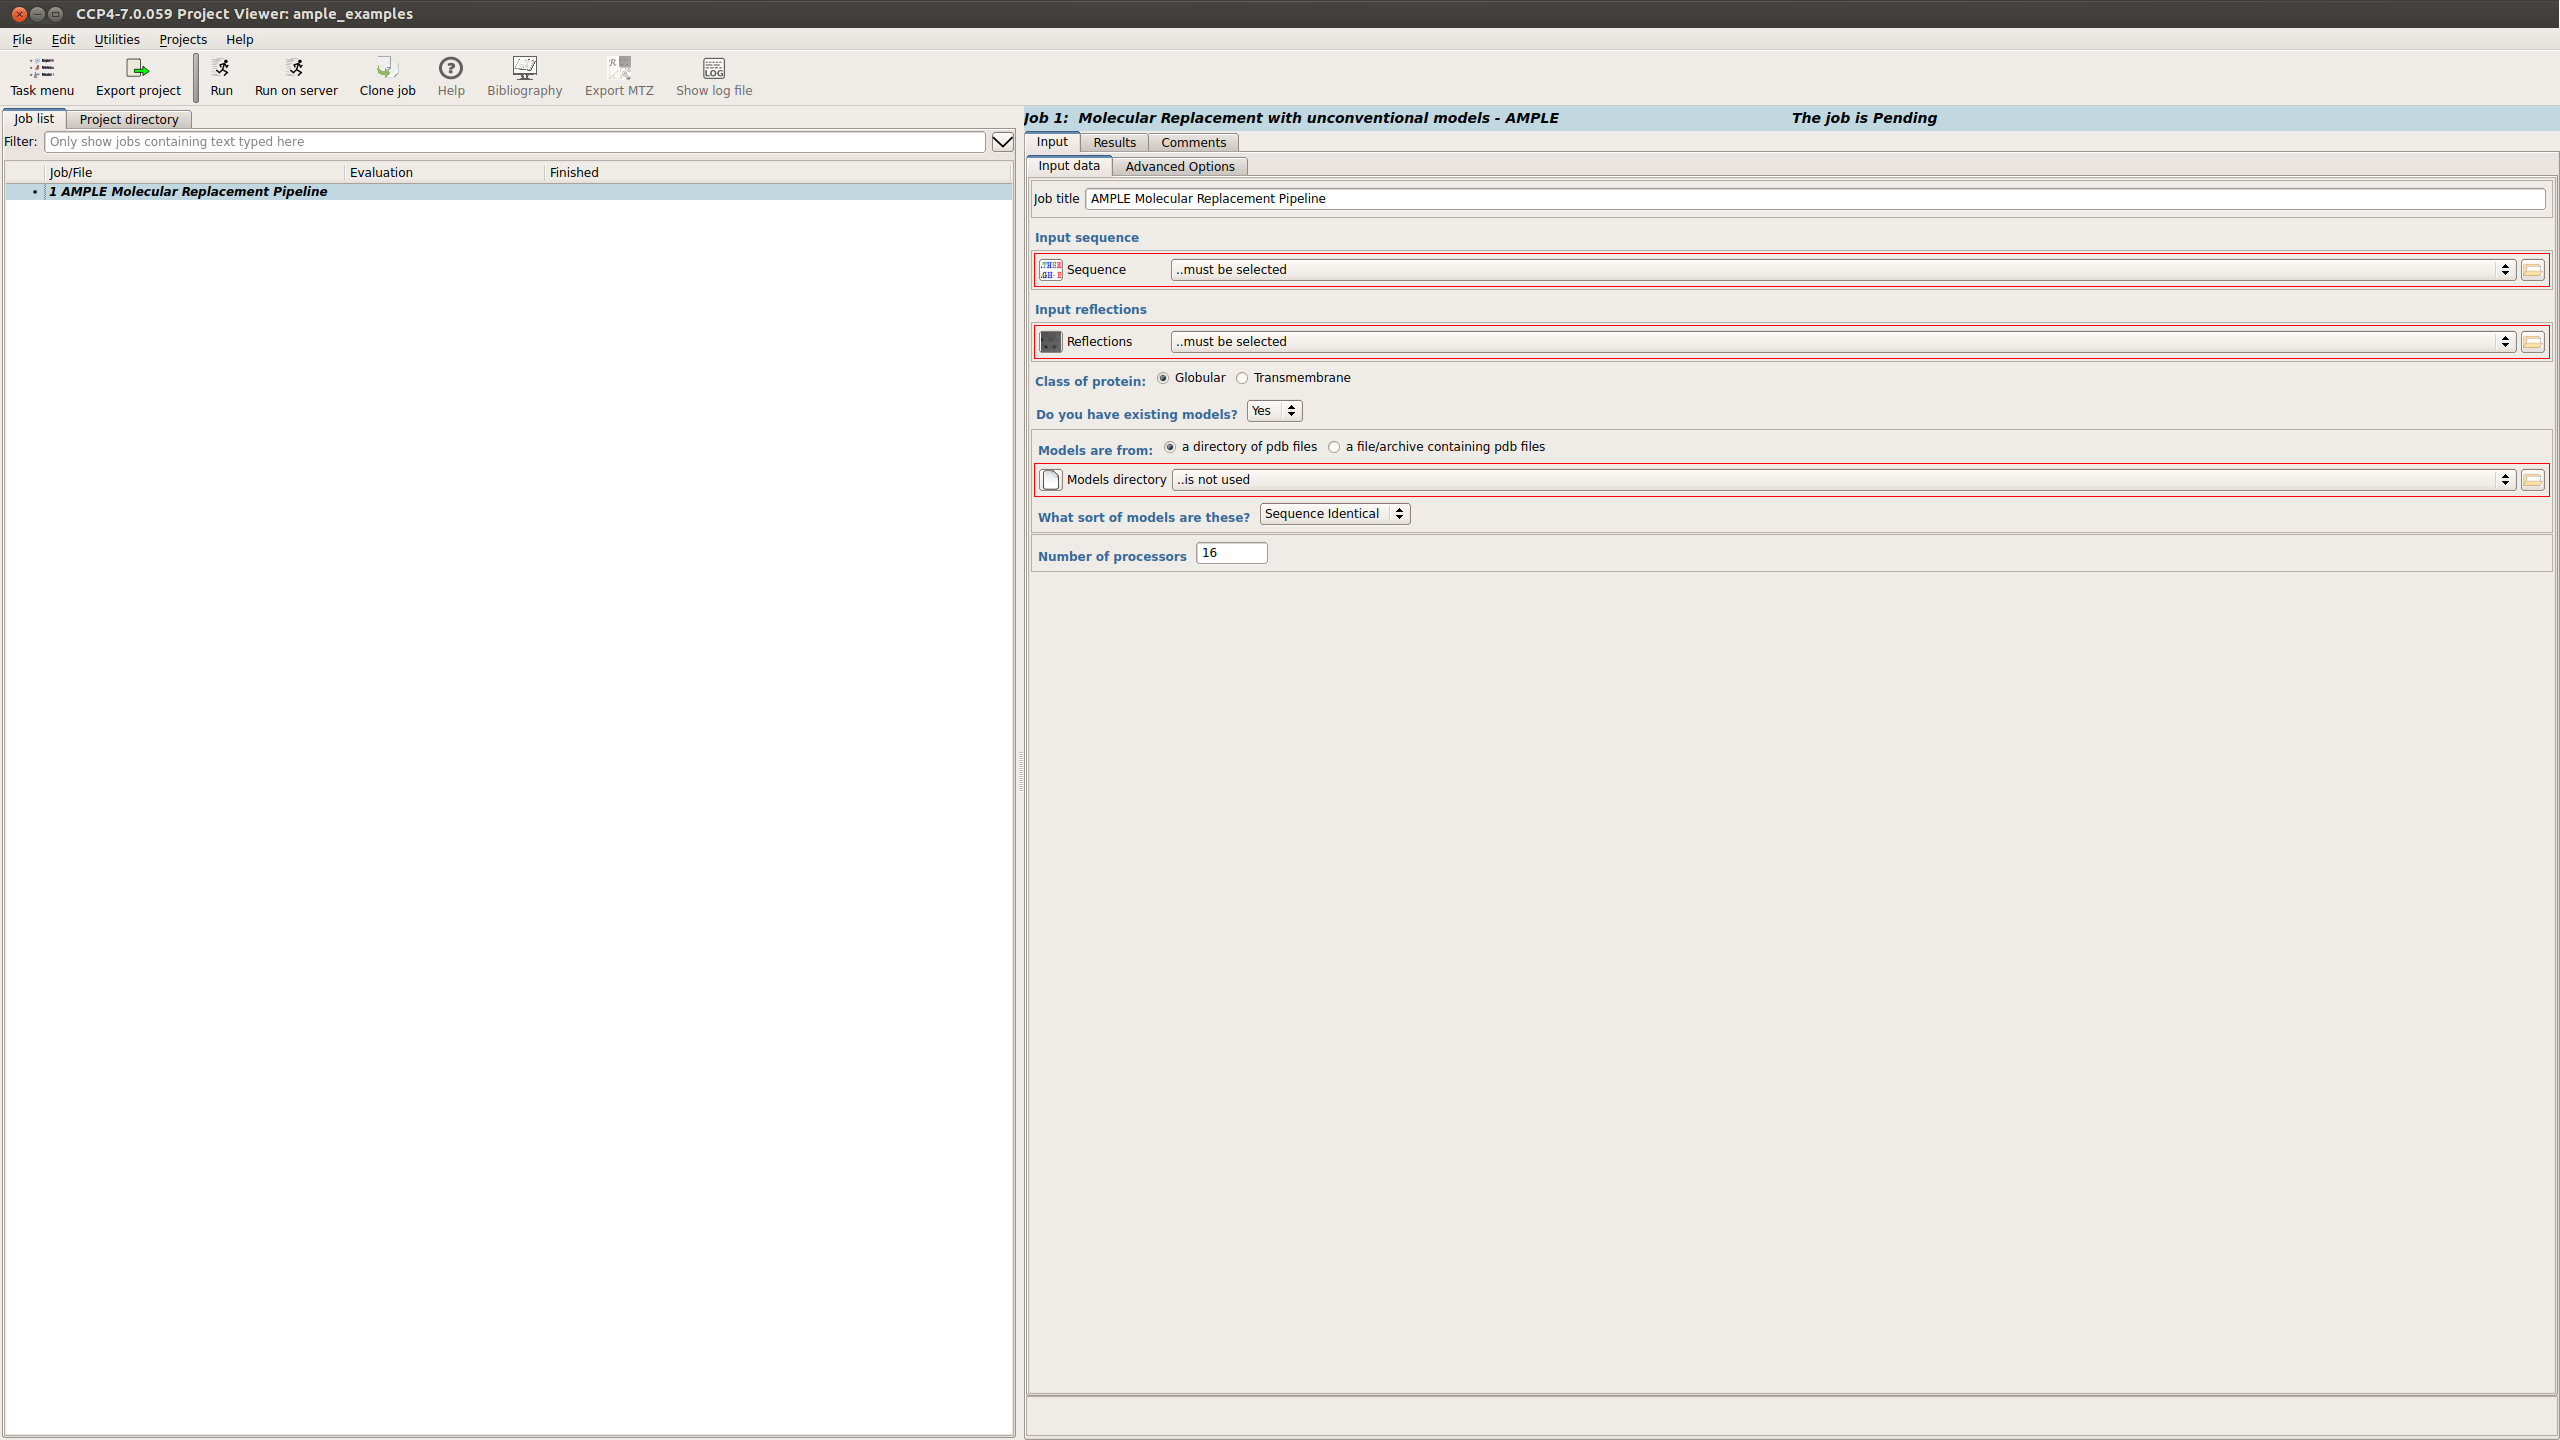 CCP4-7.0.059 Project Viewer: ample_examples
File Edit Utilities Projects Help
Task menu Export project Run Run on server Clone job Help Bibliography Export MTZ Show log file
Job list Project directory
Filter: Only show jobs containing text typed here
Job/File Evaluation Finished
1 AMPLE Molecular Replacement Pipeline
Job 1: Molecular Replacement with unconventional models - AMPLE The job is Pending
Input Results Comments
Input data Advanced Options
Job title AMPLE Molecular Replacement Pipeline
Input sequence
Sequence ..must be selected
Input reflections
Reflections ..must be selected
Class of protein: Globular Transmembrane
Do you have existing models? Yes
Models are from: a directory of pdb files a file/archive containing pdb files
Models directory ..is not used
What sort of models are these? Sequence Identical
Number of processors 16